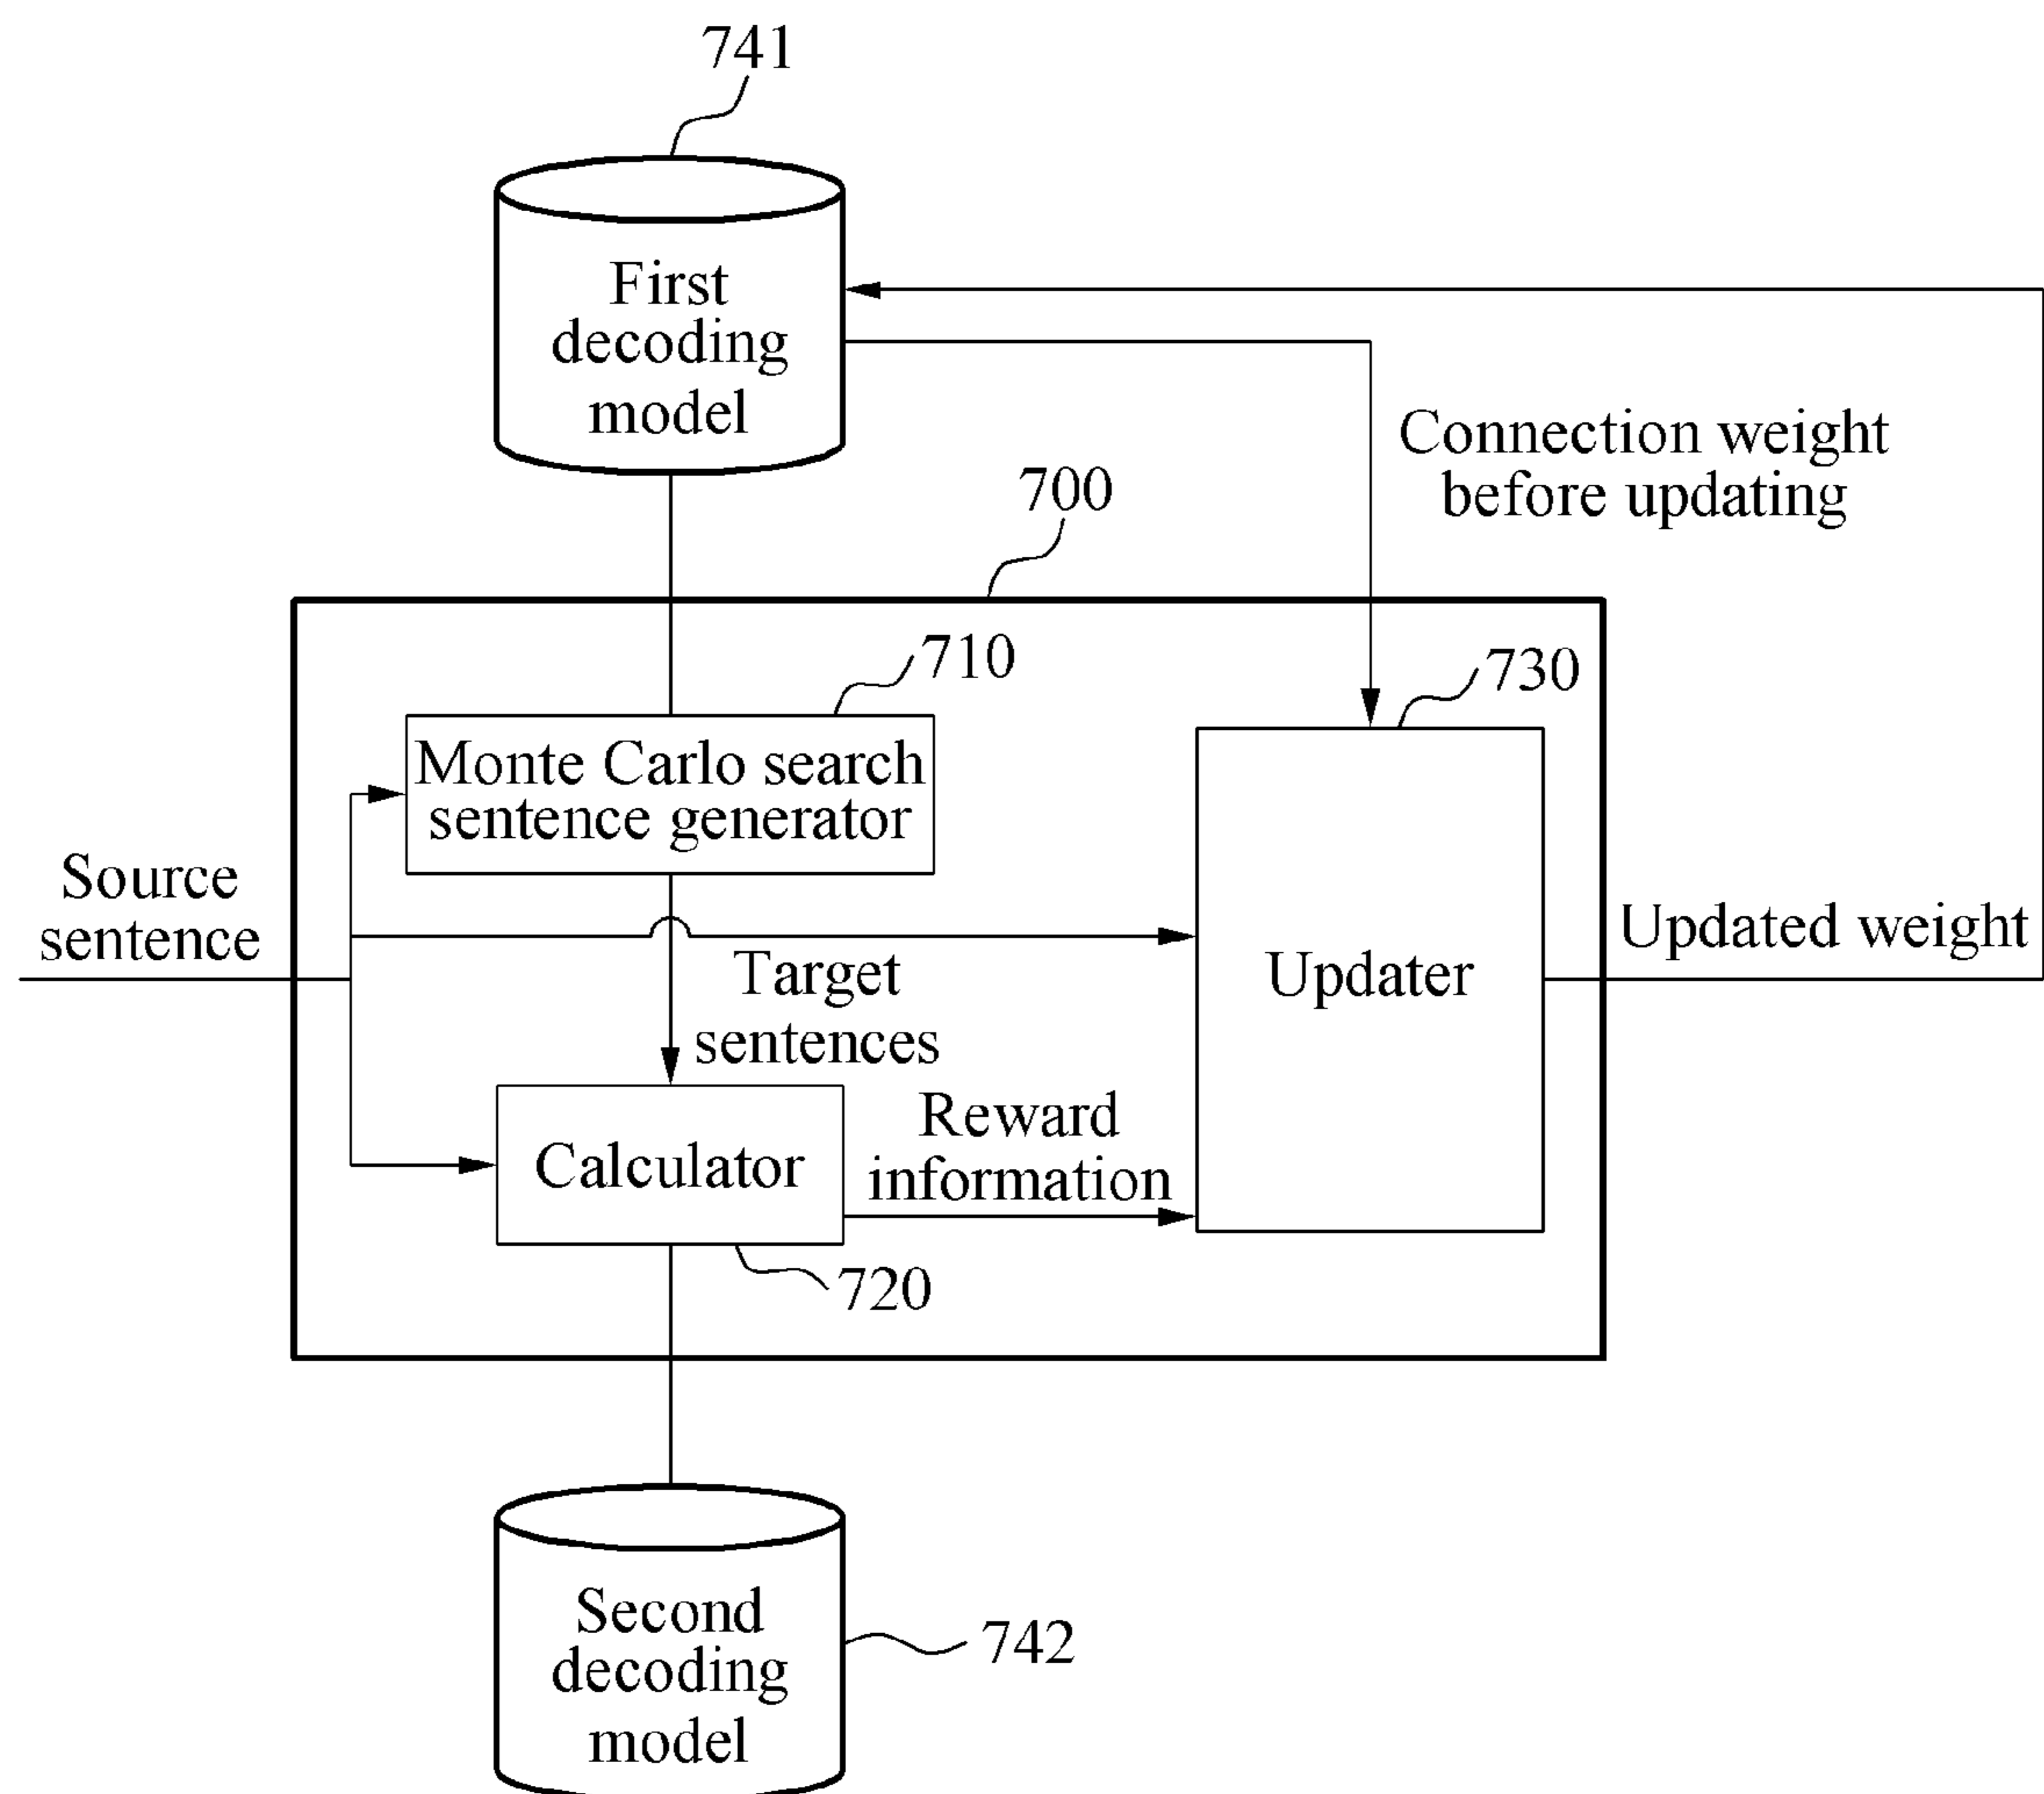 741
First
decoding
model
Connection weight
before updating
700
710
730
Monte Carlo search
sentence generator
Source
sentence
Target
sentences
Updater
Updated weight
Reward
information
Calculator
720
Second
decoding
model
742